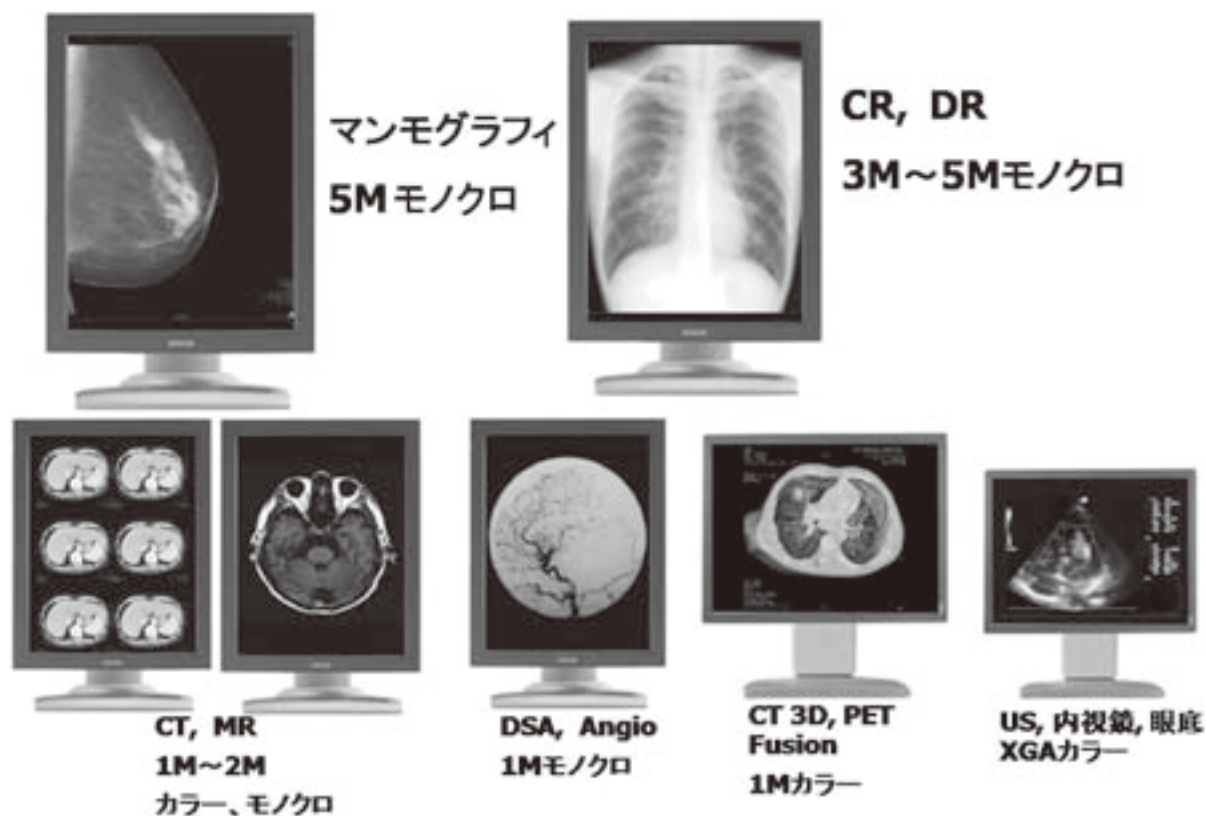 マンモグラフィ
5M モノクロ
CR, DR
3M～5Mモノクロ
CT, MR
1M～2M
カラー、モノクロ
DSA, Angio
1Mモノクロ
CT 3D, PET
Fusion
1Mカラー
US, 内視鏡, 眼底
XGAカラー